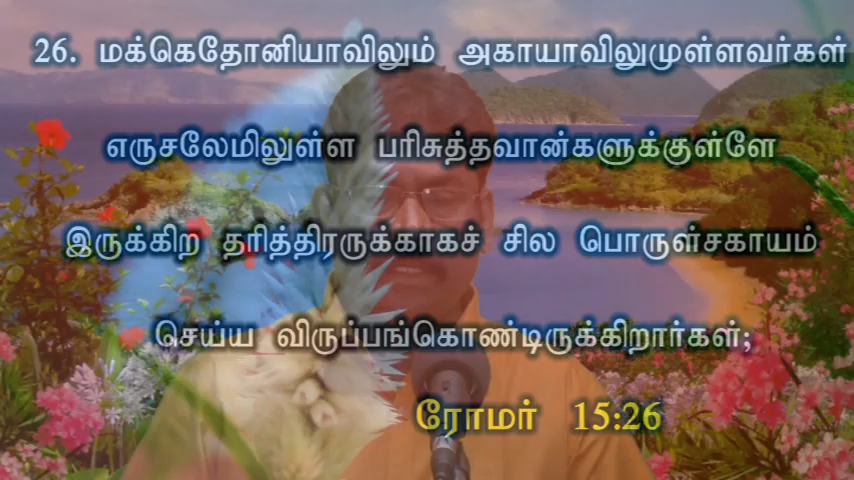 26. மக்கெதோனியாவிலும் அகாயாவிலுமுள்ளவர்கள்
எருசலேமிலுள்ள பரிசுத்தவான்களுக்குள்ளே
இருக்கிற தரித்திரருக்காகச் சில பொருள்சகாயம்
செய்ய விருப்பங்கொண்டிருக்கிறார்கள்;
ரோமர் 15:26